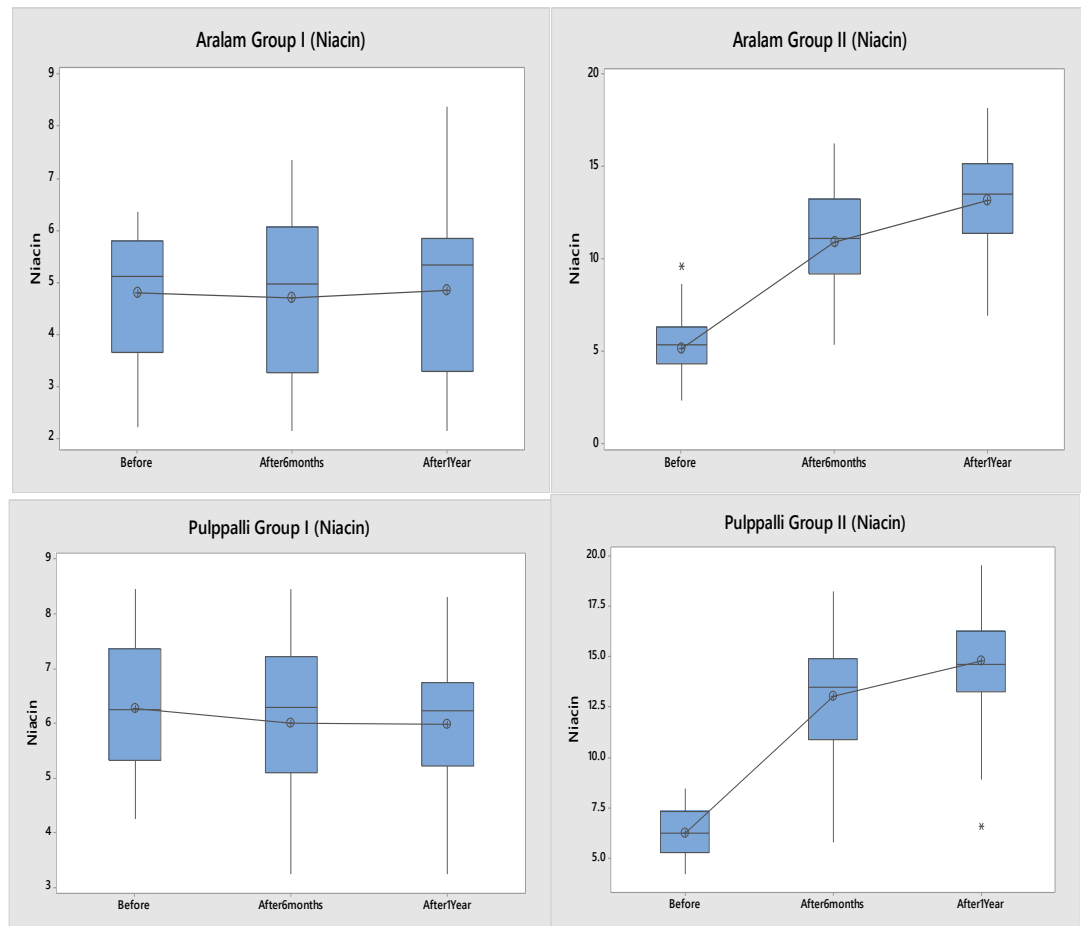 Aralam Group I (Niacin)
9
8
7
6
5
4
3
2
Niacin
Before After6months After1Year
Aralam Group II (Niacin)
20
15
10
5
0
Niacin
*
Before After6months After1Year
Pulppalli Group I (Niacin)
9
8
7
6
5
4
3
Niacin
Before After6months After1Year
Pulppalli Group II (Niacin)
20.0
17.5
15.0
12.5
10.0
7.5
5.0
Niacin
*
Before After6months After1Year